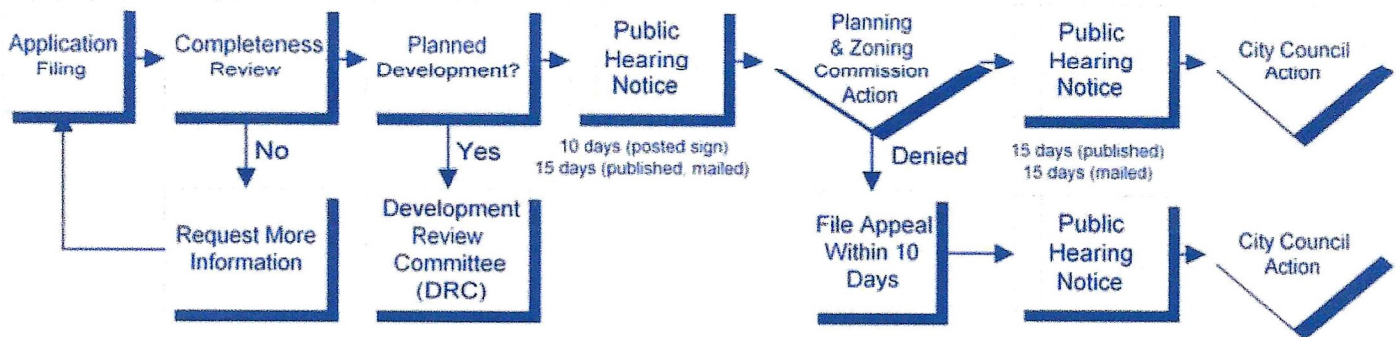 Application
Filing
Completeness
Review
Planned
Development?
Public
Hearing
Notice
Planning
& Zoning
Commission
Action
Public
Hearing
Notice
City Council
Action
No
Yes
10 days (posted sign)
15 days (published, mailed)
Denied
15 days (published)
15 days (mailed)
Request More
Information
Development
Review
Committee
(DRC)
File Appeal
Within 10
Days
Public
Hearing
Notice
City Council
Action